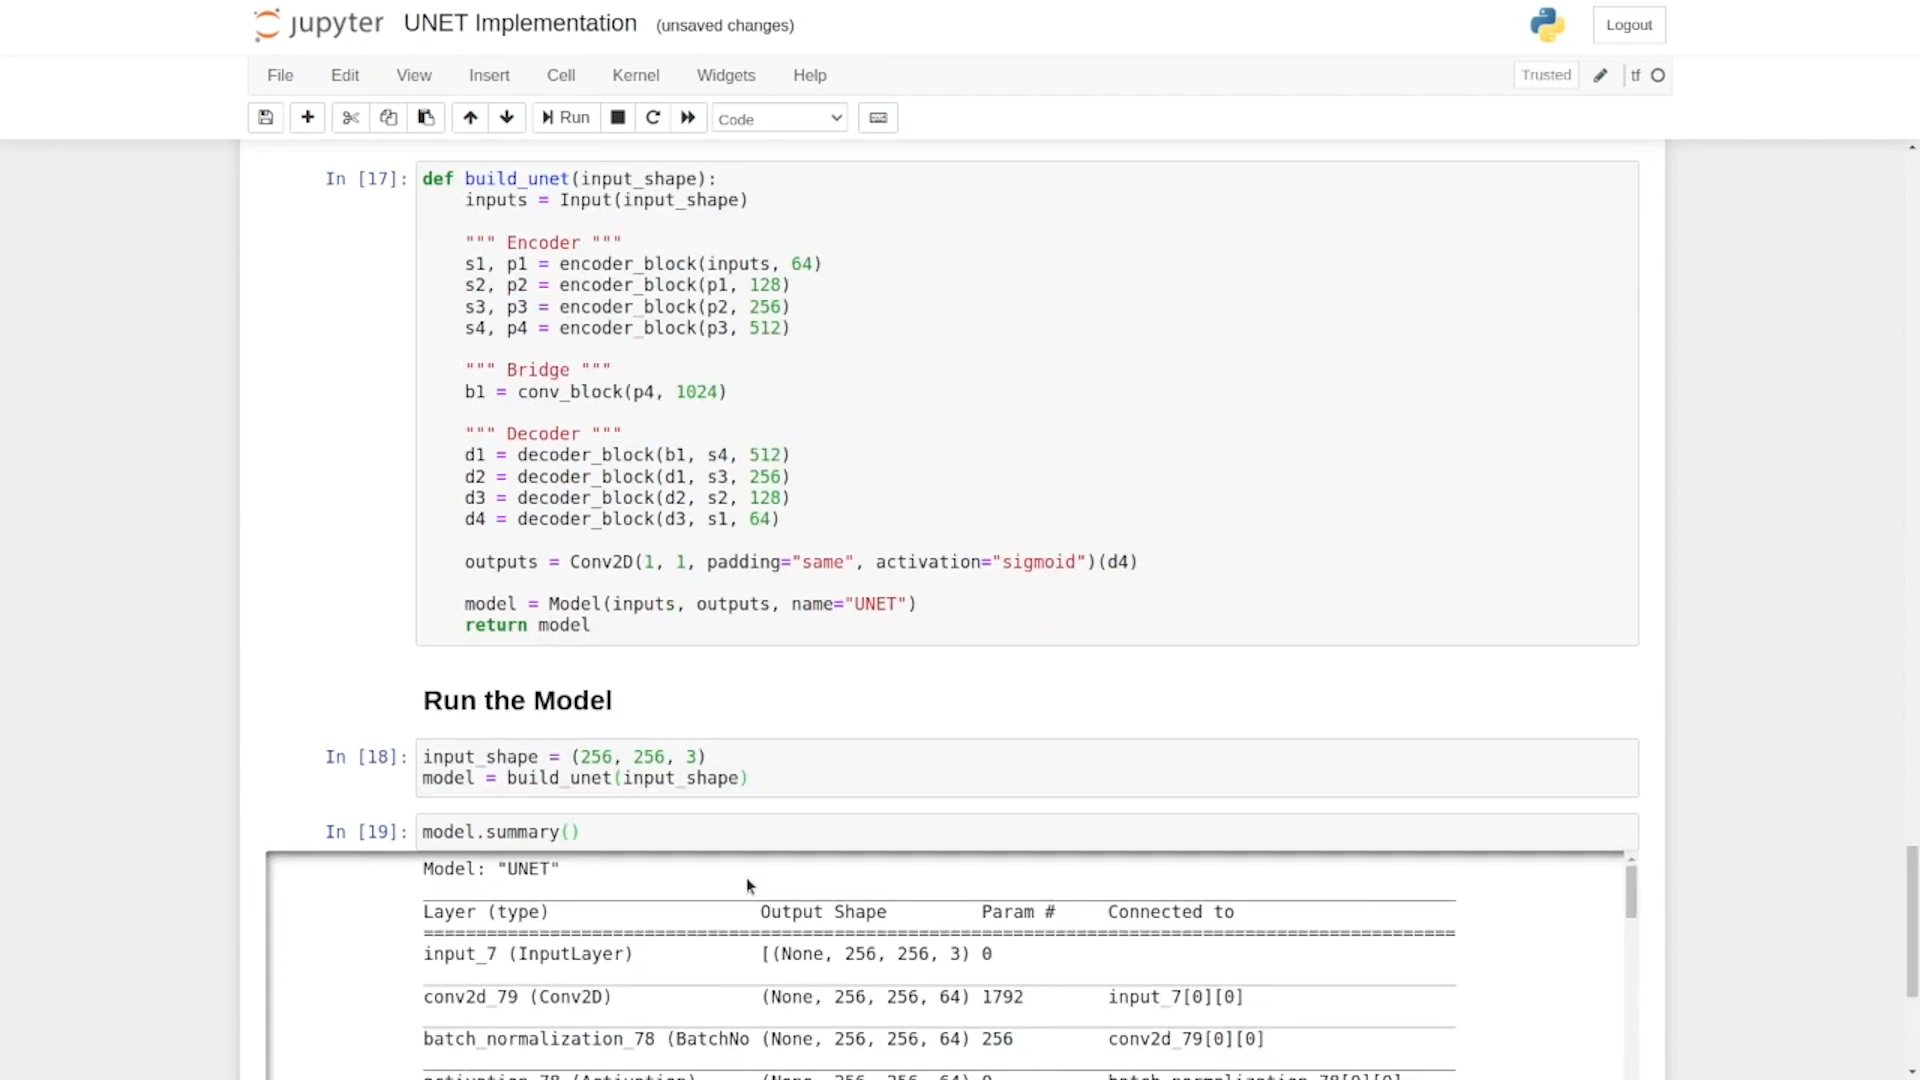 jupyter UNET Implementation (unsaved changes) Logout
File Edit View Insert Cell Kernel Widgets Help Trusted tf
Run Code
In [17]: def build_unet(input_shape):
inputs = Input(input_shape)
""" Encoder """
s1, p1 = encoder_block(inputs, 64)
s2, p2 = encoder_block(p1, 128)
s3, p3 = encoder_block(p2, 256)
s4, p4 = encoder_block(p3, 512)
""" Bridge """
b1 = conv_block(p4, 1024)
""" Decoder """
d1 = decoder_block(b1, s4, 512)
d2 = decoder_block(d1, s3, 256)
d3 = decoder_block(d2, s2, 128)
d4 = decoder_block(d3, s1, 64)
outputs = Conv2D(1, 1, padding="same", activation="sigmoid")(d4)
model = Model(inputs, outputs, name="UNET")
return model
Run the Model
In [18]: input_shape = (256, 256, 3)
model = build_unet(input_shape)
In [19]: model.summary()
Model: "UNET"
Layer (type) Output Shape Param # Connected to
input_7 (InputLayer) [(None, 256, 256, 3) 0
conv2d_79 (Conv2D) (None, 256, 256, 64) 1792 input_7[0][0]
batch_normalization_78 (BatchNo (None, 256, 256, 64) 256 conv2d_79[0][0]
activation_78 (Activation) (None, 256, 256, 64) 0 batch_normalization_78[0][0]